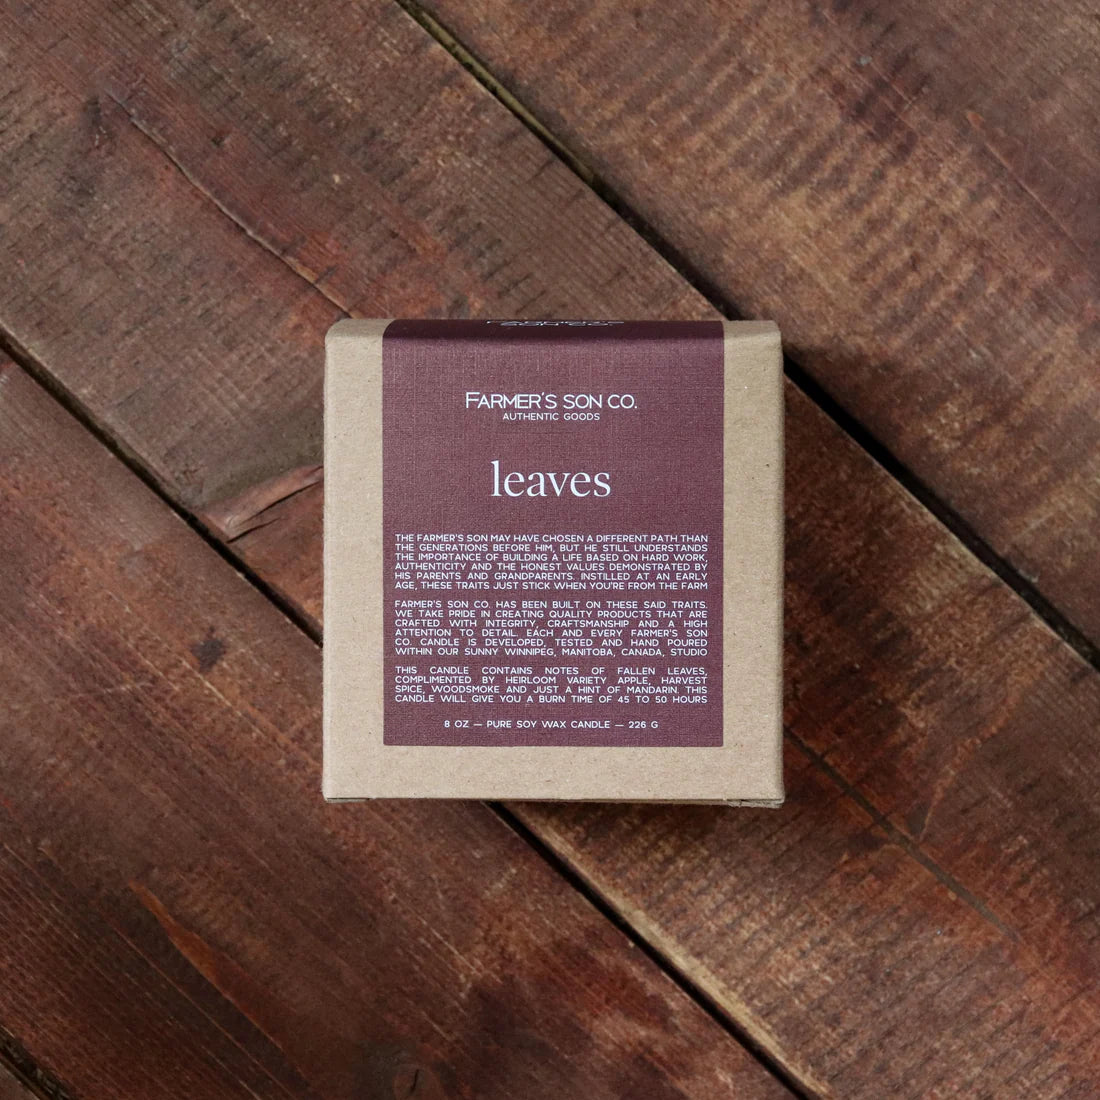 SON CO.
FARMER'S SON CO.
AUTHENTIC GOODS
leaves
THE FARMER'S SON MAY HAVE CHOSEN A DIFFERENT PATH THAN
THE GENERATIONS BEFORE HIM, BUT HE STILL UNDERSTANDS
THE IMPORTANCE OF BUILDING A LIFE BASED ON HARD WORK,
AUTHENTICITY AND THE HONEST VALUES DEMONSTRATED BY
HIS PARENTS AND GRANDPARENTS. INSTILLED AT AN EARLY
AGE, THESE TRAITS JUST STICK WHEN YOU'RE FROM THE FARM
FARMER'S SON CO. HAS BEEN BUILT ON THESE SAID TRAITS.
WE TAKE PRIDE IN CREATING QUALITY PRODUCTS THAT ARE
CRAFTED WITH INTEGRITY, CRAFTSMANSHIP AND A HIGH
ATTENTION TO DETAIL. EACH AND EVERY FARMER'S SON
CO. CANDLE IS DEVELOPED, TESTED AND HAND POURED
WITHIN OUR SUNNY WINNIPEG, MANITOBA, CANADA, STUDIO
THIS CANDLE CONTAINS NOTES OF FALLEN LEAVES,
COMPLIMENTED BY HEIRLOOM VARIETY APPLE, HARVEST
SPICE, WOODSMOKE AND JUST A HINT OF MANDARIN. THIS
CANDLE WILL GIVE YOU A BURN TIME OF 45 TO 50 HOURS
8 OZ — PURE SOY WAX CANDLE — 226 G